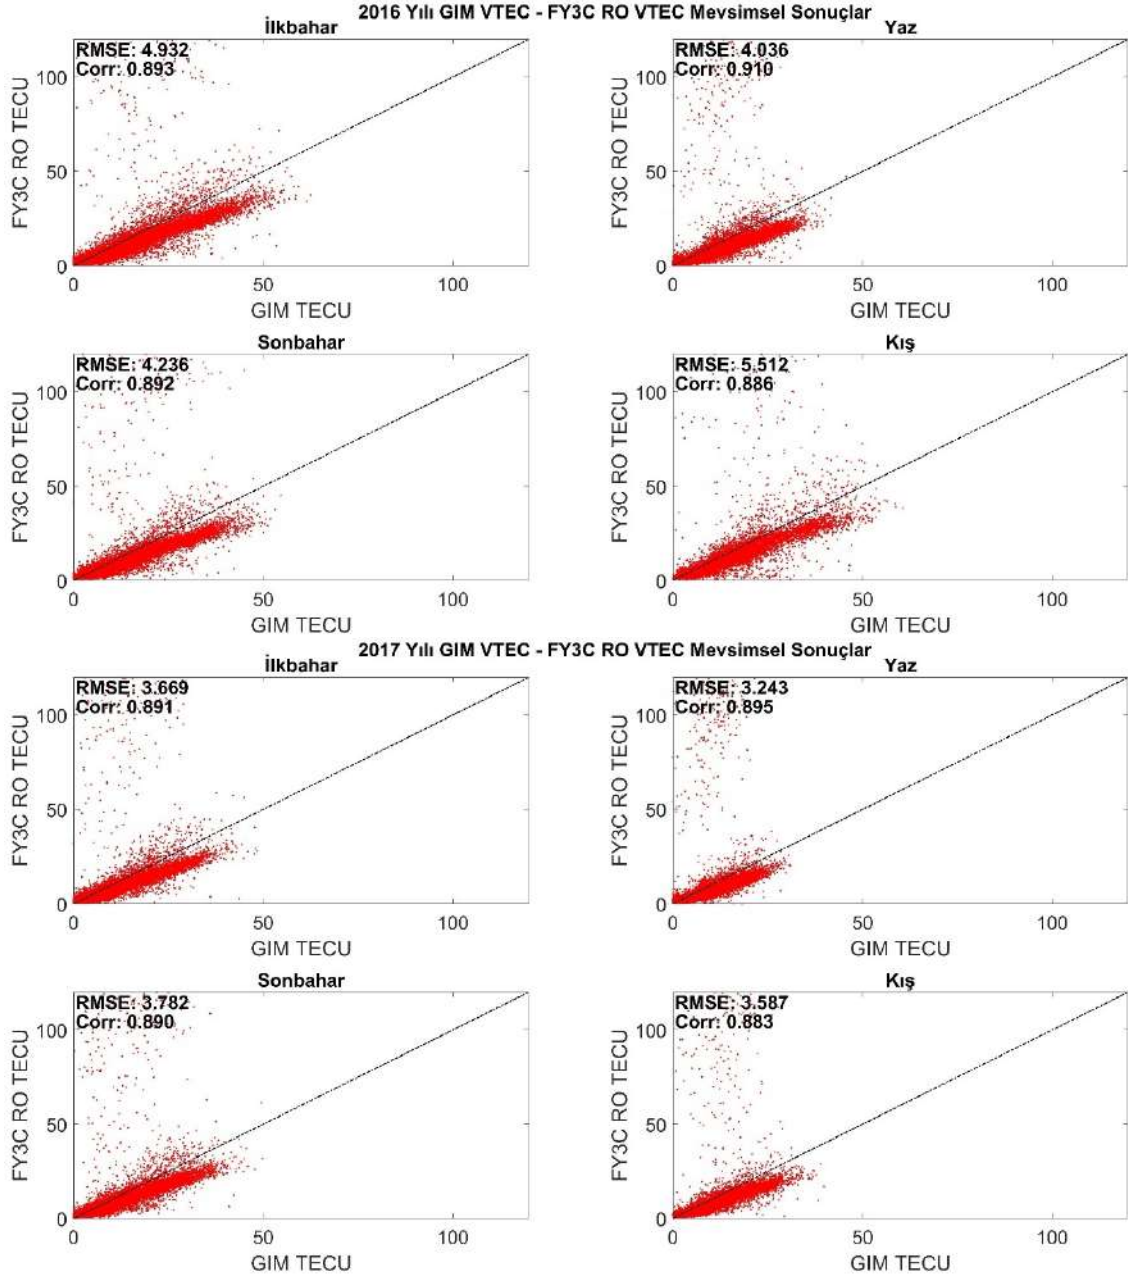 2016 Yılı GIM VTEC - FY3C RO VTEC Mevsimsel Sonuçlar
İlkbahar
RMSE: 4.932
Corr: 0.893
100
50
0
FY3C RO TECU
0 50 100
GIM TECU
Yaz
RMSE: 4.036
Corr: 0.910
100
50
0
FY3C RO TECU
0 50 100
GIM TECU
Sonbahar
RMSE: 4.236
Corr: 0.892
100
50
0
FY3C RO TECU
0 50 100
GIM TECU
Kış
RMSE: 5.512
Corr: 0.886
100
50
0
FY3C RO TECU
0 50 100
GIM TECU
2017 Yılı GIM VTEC - FY3C RO VTEC Mevsimsel Sonuçlar
İlkbahar
RMSE: 3.669
Corr: 0.891
100
50
0
FY3C RO TECU
0 50 100
GIM TECU
Yaz
RMSE: 3.243
Corr: 0.895
100
50
0
FY3C RO TECU
0 50 100
GIM TECU
Sonbahar
RMSE: 3.782
Corr: 0.890
100
50
0
FY3C RO TECU
0 50 100
GIM TECU
Kış
RMSE: 3.587
Corr: 0.883
100
50
0
FY3C RO TECU
0 50 100
GIM TECU